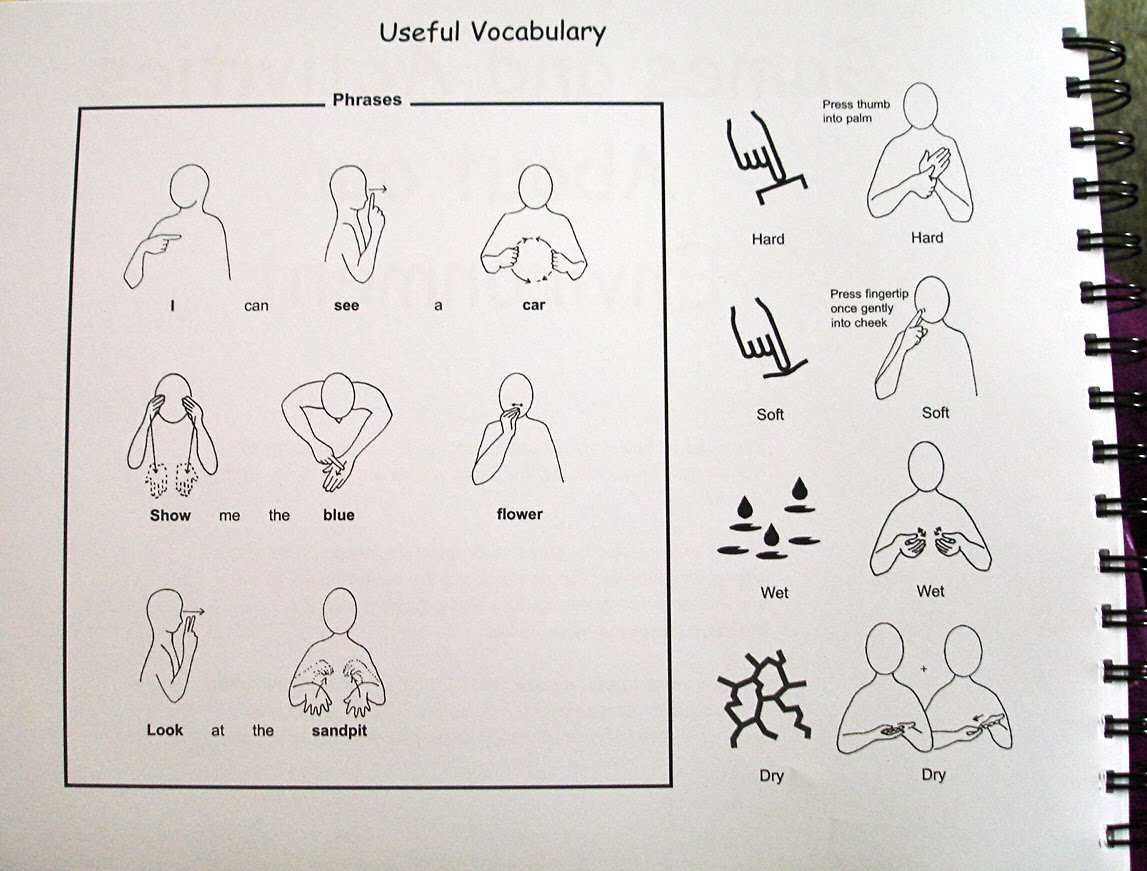 Useful Vocabulary
Phrases
I can see a car
Show me the blue flower
Look at the sandpit
Press thumb
into palm
Hard Hard
Press fingertip
once gently
into cheek
Soft Soft
Wet Wet
+
Dry Dry